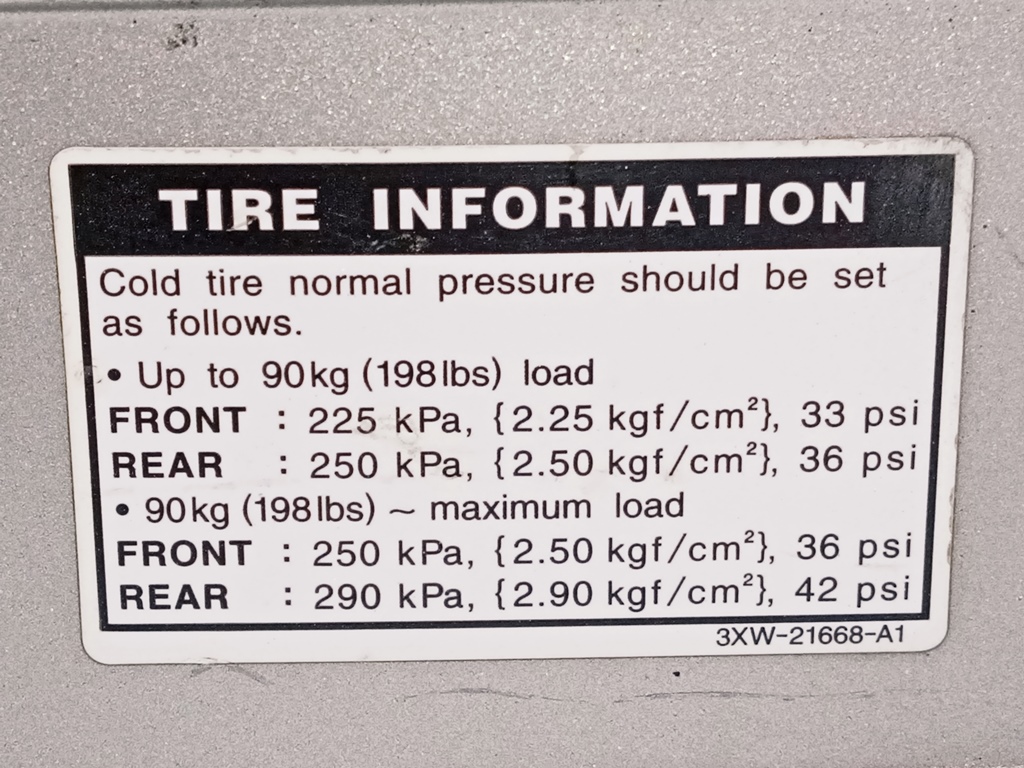 TIRE INFORMATION
Cold tire normal pressure should be set
as follows.
• Up to 90kg (198lbs) load
FRONT : 225 kPa, {2.25 kgf/cm²}, 33 psi
REAR : 250 kPa, {2.50 kgf/cm²}, 36 psi
• 90kg (198lbs) ~ maximum load
FRONT : 250 kPa, {2.50 kgf/cm²}, 36 psi
REAR : 290 kPa, {2.90 kgf/cm²}, 42 psi
3XW-21668-A1